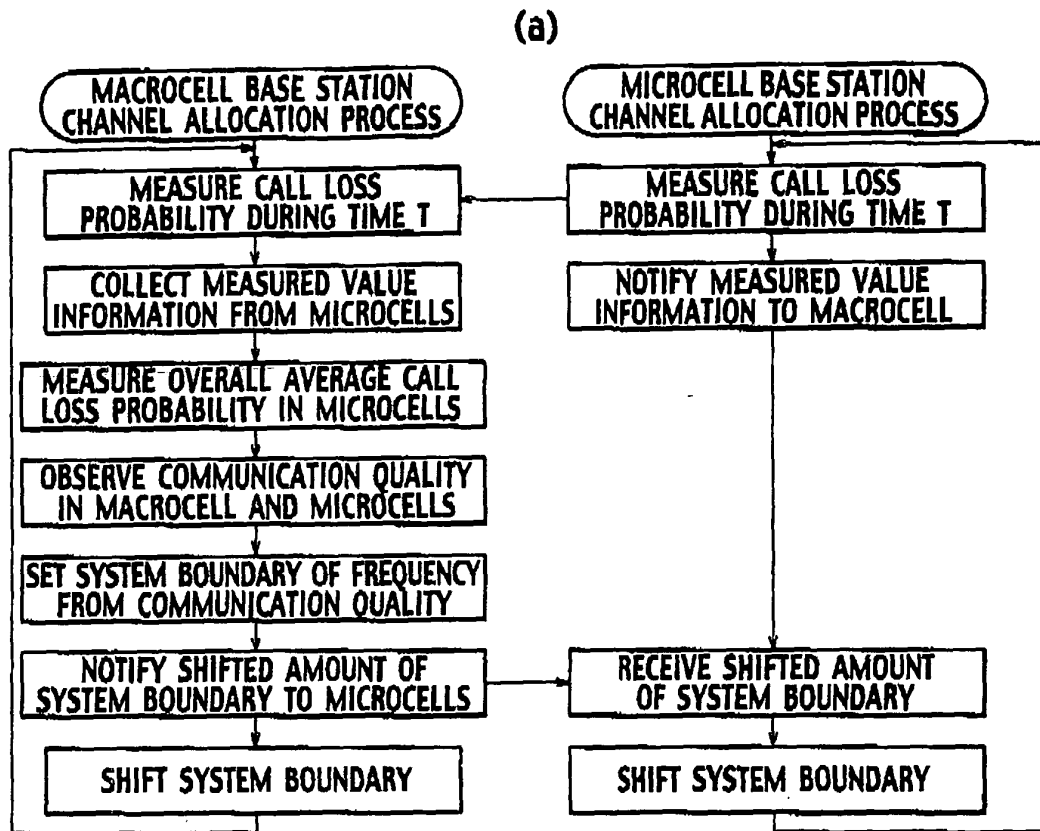 (a)
MACROCELL BASE STATION
CHANNEL ALLOCATION PROCESS
MEASURE CALL LOSS
PROBABILITY DURING TIME T
COLLECT MEASURED VALUE
INFORMATION FROM MICROCELLS
MEASURE OVERALL AVERAGE CALL
LOSS PROBABILITY IN MICROCELLS
OBSERVE COMMUNICATION QUALITY
IN MACROCELL AND MICROCELLS
SET SYSTEM BOUNDARY OF FREQUENCY
FROM COMMUNICATION QUALITY
NOTIFY SHIFTED AMOUNT OF
SYSTEM BOUNDARY TO MICROCELLS
SHIFT SYSTEM BOUNDARY
MICROCELL BASE STATION
CHANNEL ALLOCATION PROCESS
MEASURE CALL LOSS
PROBABILITY DURING TIME T
NOTIFY MEASURED VALUE
INFORMATION TO MACROCELL
RECEIVE SHIFTED AMOUNT
OF SYSTEM BOUNDARY
SHIFT SYSTEM BOUNDARY